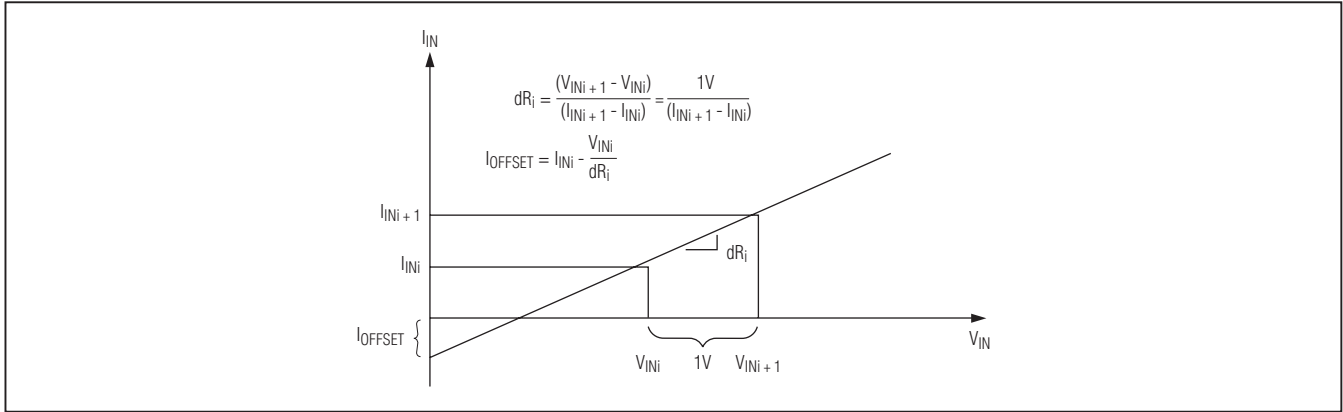 I_IN
dR_i = (V_INi + 1 - V_INi) / (I_INi + 1 - I_INi) = 1V / (I_INi + 1 - I_INi)
I_OFFSET = I_INi - V_INi / dR_i
I_INi + 1
dR_i
I_INi
I_OFFSET
V_IN
V_INi 1V V_INi + 1